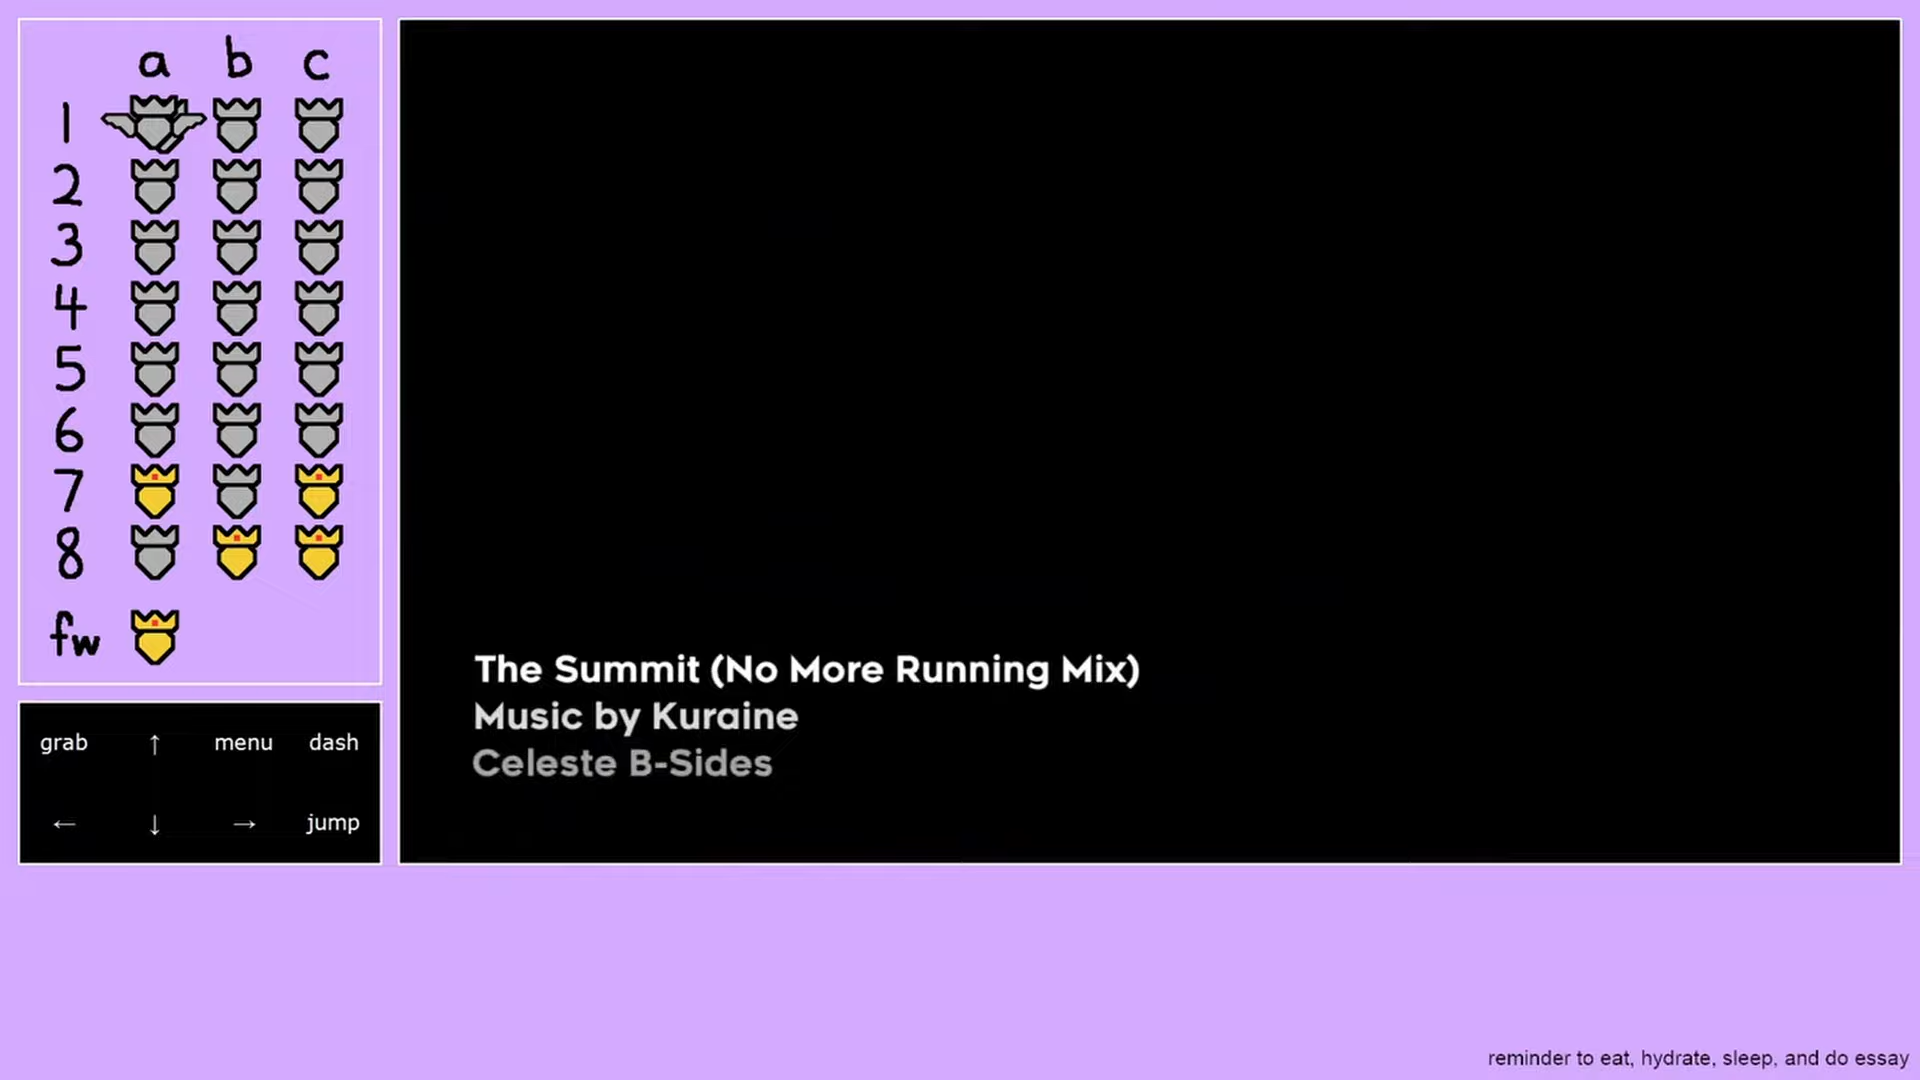 a b c
1
2
3
4
5
6
7
8
fw
grab ↑ menu dash
← ↓ → jump
The Summit (No More Running Mix)
Music by Kuraine
Celeste B-Sides
reminder to eat, hydrate, sleep, and do essay